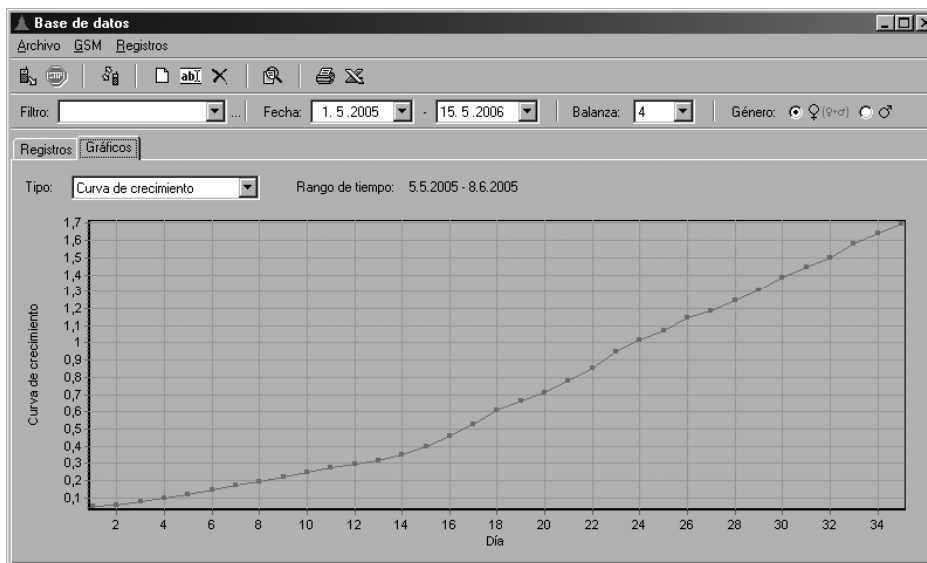 Base de datos
Archivo GSM Registros
STOP abI
Filtro: ... Fecha: 1. 5 .2005 - 15. 5 .2006 Balanza: 4 Género: ♀(♀+♂) ♂
Registros Gráficos
Tipo: Curva de crecimiento Rango de tiempo: 5.5.2005 - 8.6.2005
1,7
1,6
1,5
1,4
1,3
1,2
1,1
1
0,9
0,8
0,7
0,6
0,5
0,4
0,3
0,2
0,1
Curva de crecimiento
2 4 6 8 10 12 14 16 18 20 22 24 26 28 30 32 34
Día